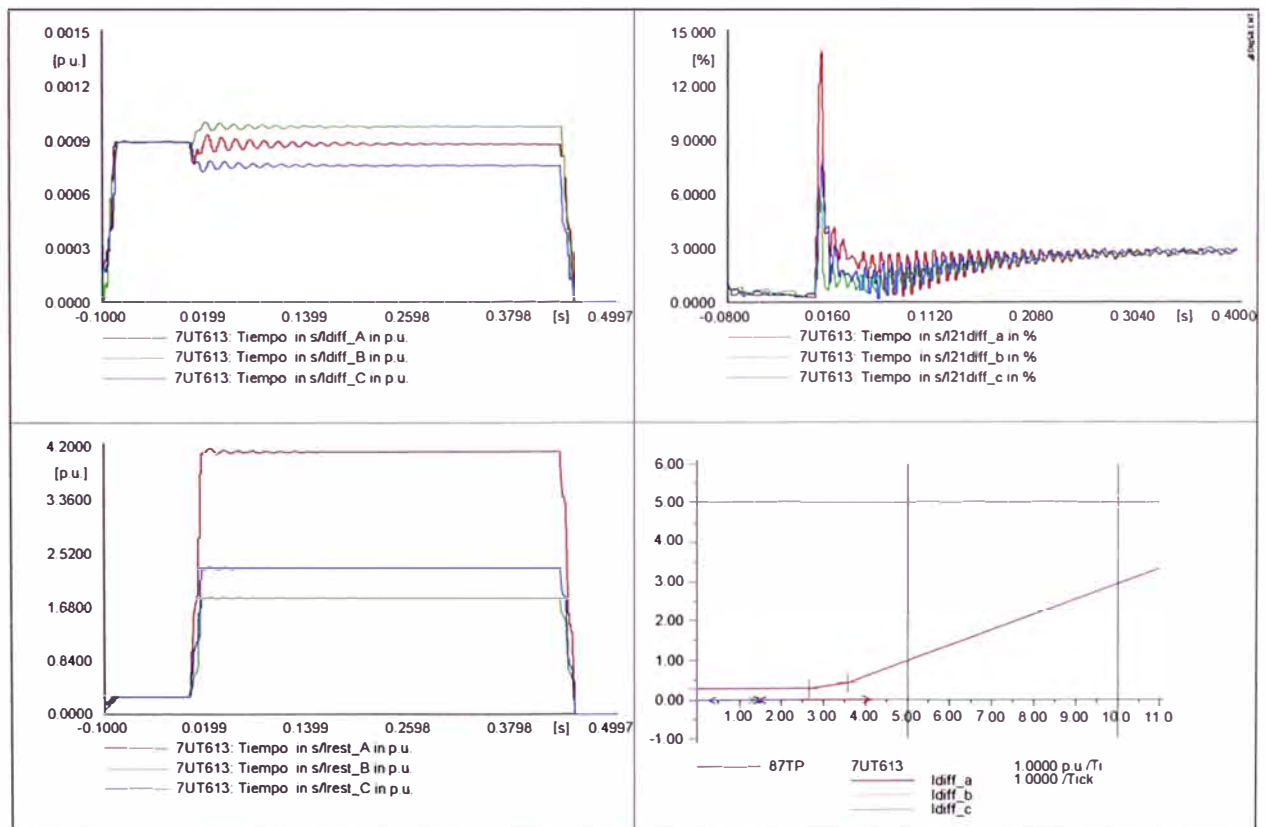 0.0015
[p.u.]
0.0012
0.0009
0.0006
0.0003
0.0000
-0.1000 0.0199 0.1399 0.2598 0.3798 [s] 0.4997
7UT613: Tiempo in s/Idiff_A in p.u.
7UT613: Tiempo in s/Idiff_B in p.u.
7UT613: Tiempo in s/Idiff_C in p.u.
15 000
[%]
12.000
9.0000
6.0000
3.0000
0.0000
-0.0800 0.0160 0.1120 0.2080 0.3040 [s] 0.4000
7UT613: Tiempo in s/I21diff_a in %
7UT613: Tiempo in s/I21diff_b in %
7UT613: Tiempo in s/I21diff_c in %
DIgSILENT
4.2000
[p.u.]
3.3600
2.5200
1.6800
0.8400
0.0000
-0.1000 0.0199 0.1399 0.2598 0.3798 [s] 0.4997
7UT613: Tiempo in s/Irest_A in p.u.
7UT613: Tiempo in s/Irest_B in p.u.
7UT613: Tiempo in s/Irest_C in p.u.
6.00
5.00
4.00
3.00
2.00
1.00
0.00
-1.00
1.00 2.00 3.00 4.00 5.00 6.00 7.00 8.00 9.00 10.0 11.0
87TP 7UT613 1.0000 p.u./Ti
Idiff_a 1.0000 /Tick
Idiff_b
Idiff_c